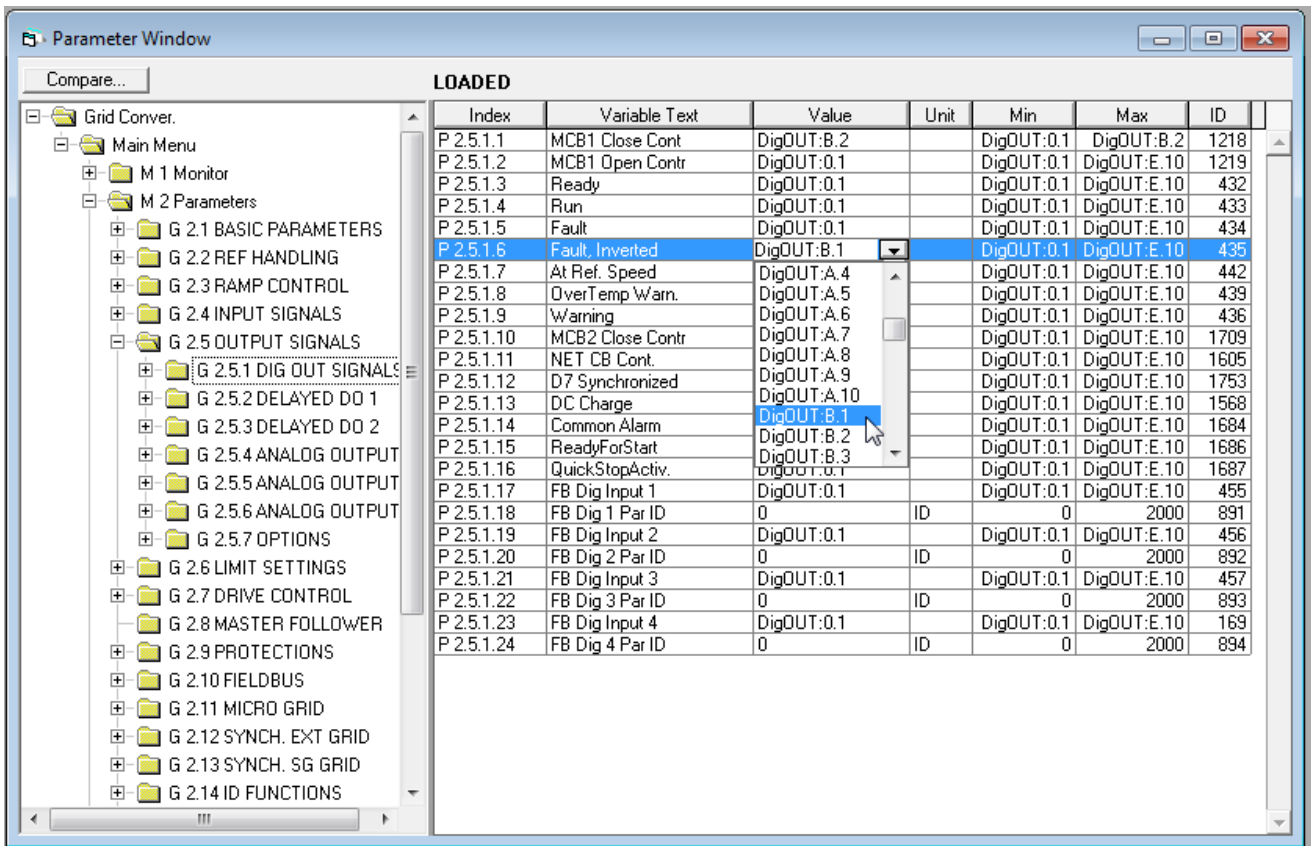 Parameter Window
Compare...
LOADED
Grid Conver.
Main Menu
M 1 Monitor
M 2 Parameters
G 2.1 BASIC PARAMETERS
G 2.2 REF HANDLING
G 2.3 RAMP CONTROL
G 2.4 INPUT SIGNALS
G 2.5 OUTPUT SIGNALS
G 2.5.1 DIG OUT SIGNALS
G 2.5.2 DELAYED DO 1
G 2.5.3 DELAYED DO 2
G 2.5.4 ANALOG OUTPUT
G 2.5.5 ANALOG OUTPUT
G 2.5.6 ANALOG OUTPUT
G 2.5.7 OPTIONS
G 2.6 LIMIT SETTINGS
G 2.7 DRIVE CONTROL
G 2.8 MASTER FOLLOWER
G 2.9 PROTECTIONS
G 2.10 FIELDBUS
G 2.11 MICRO GRID
G 2.12 SYNCH. EXT GRID
G 2.13 SYNCH. SG GRID
G 2.14 ID FUNCTIONS
Index Variable Text Value Unit Min Max ID
P 2.5.1.1 MCB1 Close Cont DigOUT:B.2 DigOUT:0.1 DigOUT:B.2 1218
P 2.5.1.2 MCB1 Open Contr DigOUT:0.1 DigOUT:0.1 DigOUT:E.10 1219
P 2.5.1.3 Ready DigOUT:0.1 DigOUT:0.1 DigOUT:E.10 432
P 2.5.1.4 Run DigOUT:0.1 DigOUT:0.1 DigOUT:E.10 433
P 2.5.1.5 Fault DigOUT:0.1 DigOUT:0.1 DigOUT:E.10 434
P 2.5.1.6 Fault, Inverted DigOUT:B.1 DigOUT:0.1 DigOUT:E.10 435
P 2.5.1.7 At Ref. Speed DigOUT:0.1 DigOUT:E.10 442
P 2.5.1.8 OverTemp Warn. DigOUT:0.1 DigOUT:E.10 439
P 2.5.1.9 Warning DigOUT:0.1 DigOUT:E.10 436
P 2.5.1.10 MCB2 Close Contr DigOUT:0.1 DigOUT:E.10 1709
P 2.5.1.11 NET CB Cont. DigOUT:0.1 DigOUT:E.10 1605
P 2.5.1.12 D7 Synchronized DigOUT:0.1 DigOUT:E.10 1753
P 2.5.1.13 DC Charge DigOUT:0.1 DigOUT:E.10 1568
P 2.5.1.14 Common Alarm DigOUT:0.1 DigOUT:E.10 1684
P 2.5.1.15 ReadyForStart DigOUT:0.1 DigOUT:E.10 1686
P 2.5.1.16 QuickStopActiv. DigOUT:0.1 DigOUT:0.1 DigOUT:E.10 1687
P 2.5.1.17 FB Dig Input 1 DigOUT:0.1 DigOUT:0.1 DigOUT:E.10 455
P 2.5.1.18 FB Dig 1 Par ID 0 ID 0 2000 891
P 2.5.1.19 FB Dig Input 2 DigOUT:0.1 DigOUT:0.1 DigOUT:E.10 456
P 2.5.1.20 FB Dig 2 Par ID 0 ID 0 2000 892
P 2.5.1.21 FB Dig Input 3 DigOUT:0.1 DigOUT:0.1 DigOUT:E.10 457
P 2.5.1.22 FB Dig 3 Par ID 0 ID 0 2000 893
P 2.5.1.23 FB Dig Input 4 DigOUT:0.1 DigOUT:0.1 DigOUT:E.10 169
P 2.5.1.24 FB Dig 4 Par ID 0 ID 0 2000 894
DigOUT:A.4
DigOUT:A.5
DigOUT:A.6
DigOUT:A.7
DigOUT:A.8
DigOUT:A.9
DigOUT:A.10
DigOUT:B.1
DigOUT:B.2
DigOUT:B.3